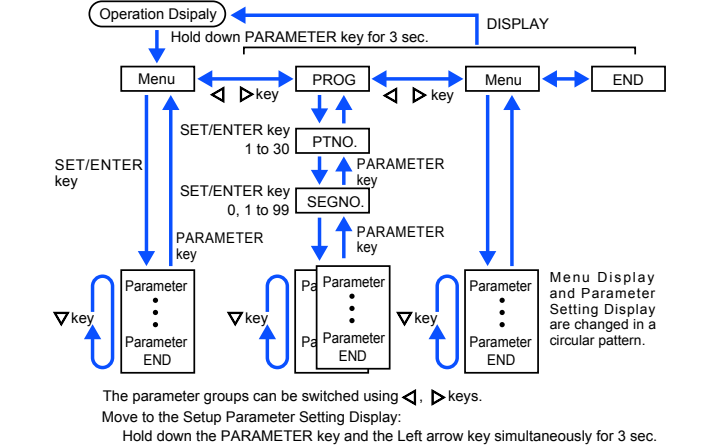 Operation Dsipaly
DISPLAY
Hold down PARAMETER key for 3 sec.
Menu
PROG
Menu
END
key
key
SET/ENTER key
1 to 30
PTNO.
PARAMETER
key
SET/ENTER
key
SET/ENTER key
0, 1 to 99
SEGNO.
PARAMETER
key
PARAMETER
key
Parameter
Parameter
END
key
Pa
Pa
Parameter
Parameter
END
key
Parameter
Parameter
END
key
Menu Display
and Parameter
Setting Display
are changed in a
circular pattern.
The parameter groups can be switched using ◁, ▷ keys.
Move to the Setup Parameter Setting Display:
Hold down the PARAMETER key and the Left arrow key simultaneously for 3 sec.